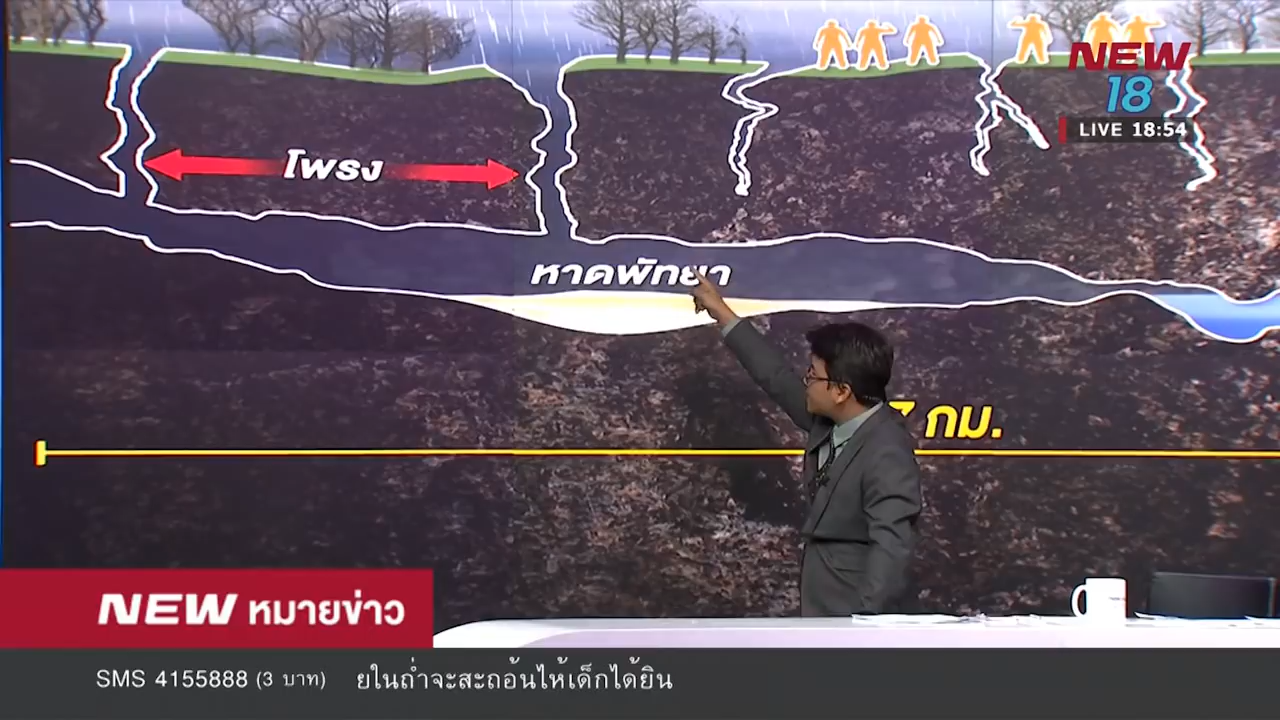 NEW
18
LIVE 18:54
โพรง
หาดพัทยา
7 กม.
NEW หมายข่าว
SMS 4155888 (3 บาท) ยในถ่ำจะสะถอ้นไห้เด็กได้ยิน